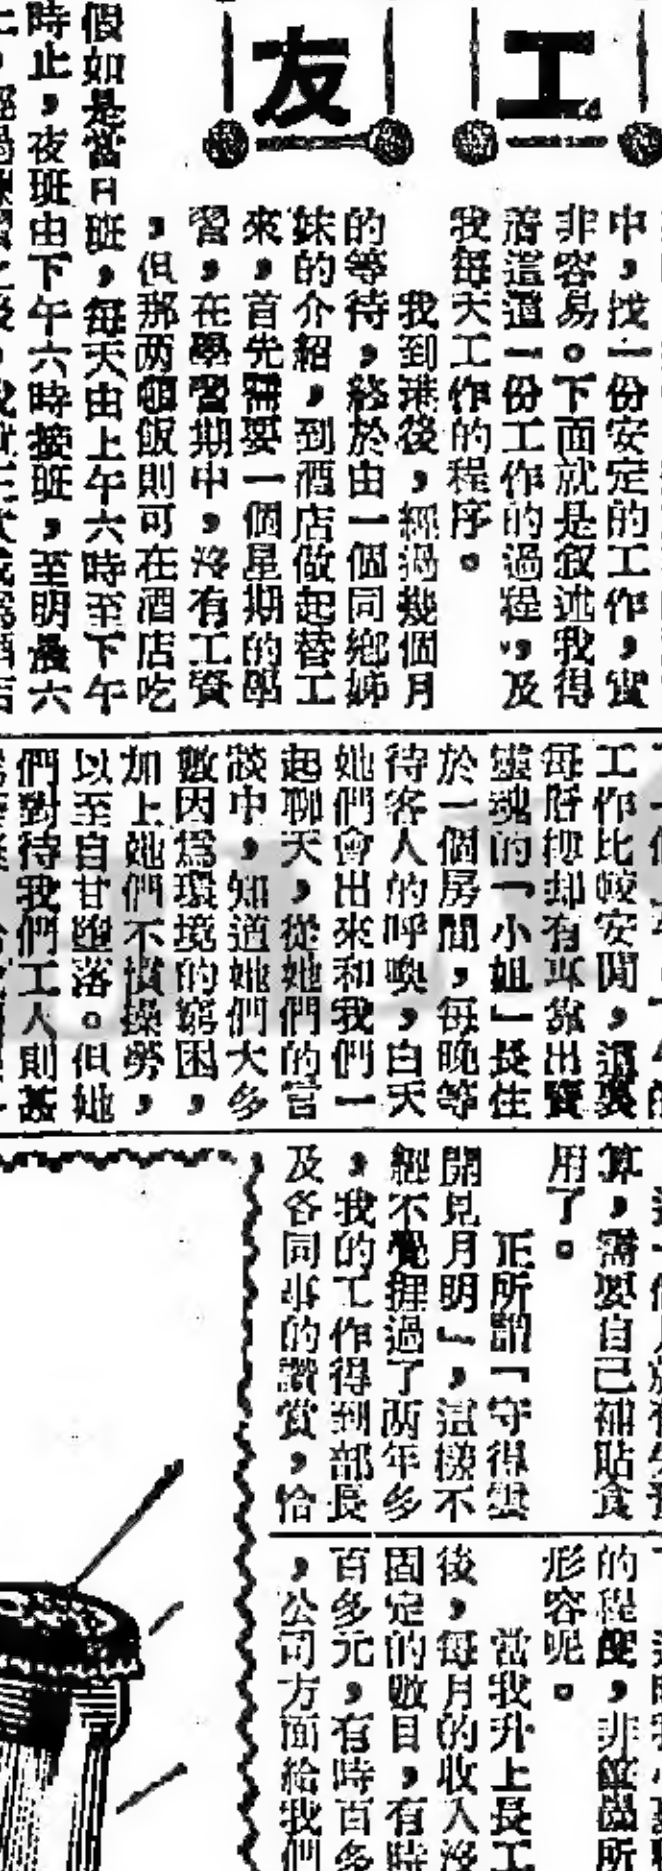 工友
中，找一份安定的工作，實
非容易。下面就是叙述我得
着這一份工作的過程，及
我每天工作的程序。
我到港後，經過幾個月
的等待，終於由一個同鄉姊
妹的介紹，到酒店做起替工
來，首先需要一個星期的學
習，在學習期中，沒有工資
，但那两頓飯則可在酒店吃
假如是當日班，每天由上午六時至下午
時止，夜班由下午六時接班，至明晨六
工作比較安閒，
每層樓却有專靠出賣
靈魂的「小姐」長住
於一個房間，每晚等
待客人的呼喚，白天
她們會出來和我們一
起聊天，從她們的言
談中，知道她們大多
數因爲環境的窮困，
加上她們不慣操勞，
以至自甘墮落。但她
們對待我們工人則甚
算，需要自己補貼食
用了。
正所謂「守得雲
開見月明」，這樣不
經不覺捱過了两年多
，我的工作得到部長
及各同事的讚賞，恰
的程度，非筆墨所
形容呢。
當我升上長工
後，每月的收入沒
固定的數目，有時
百多元，有時百多
，公司方面給我們